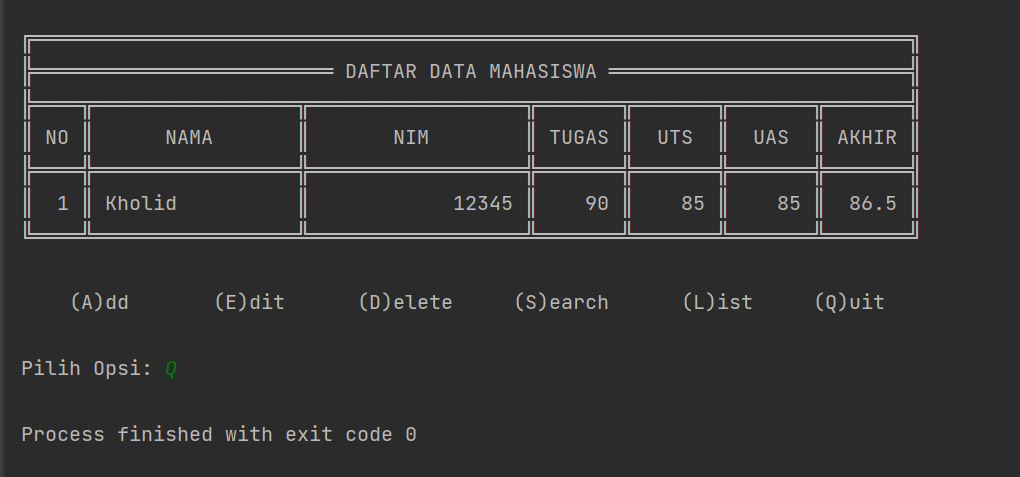 DAFTAR DATA MAHASISWA
NO NAMA NIM TUGAS UTS UAS AKHIR
1 Kholid 12345 90 85 85 86.5
(A)dd (E)dit (D)elete (S)earch (L)ist (Q)uit
Pilih Opsi: Q
Process finished with exit code 0